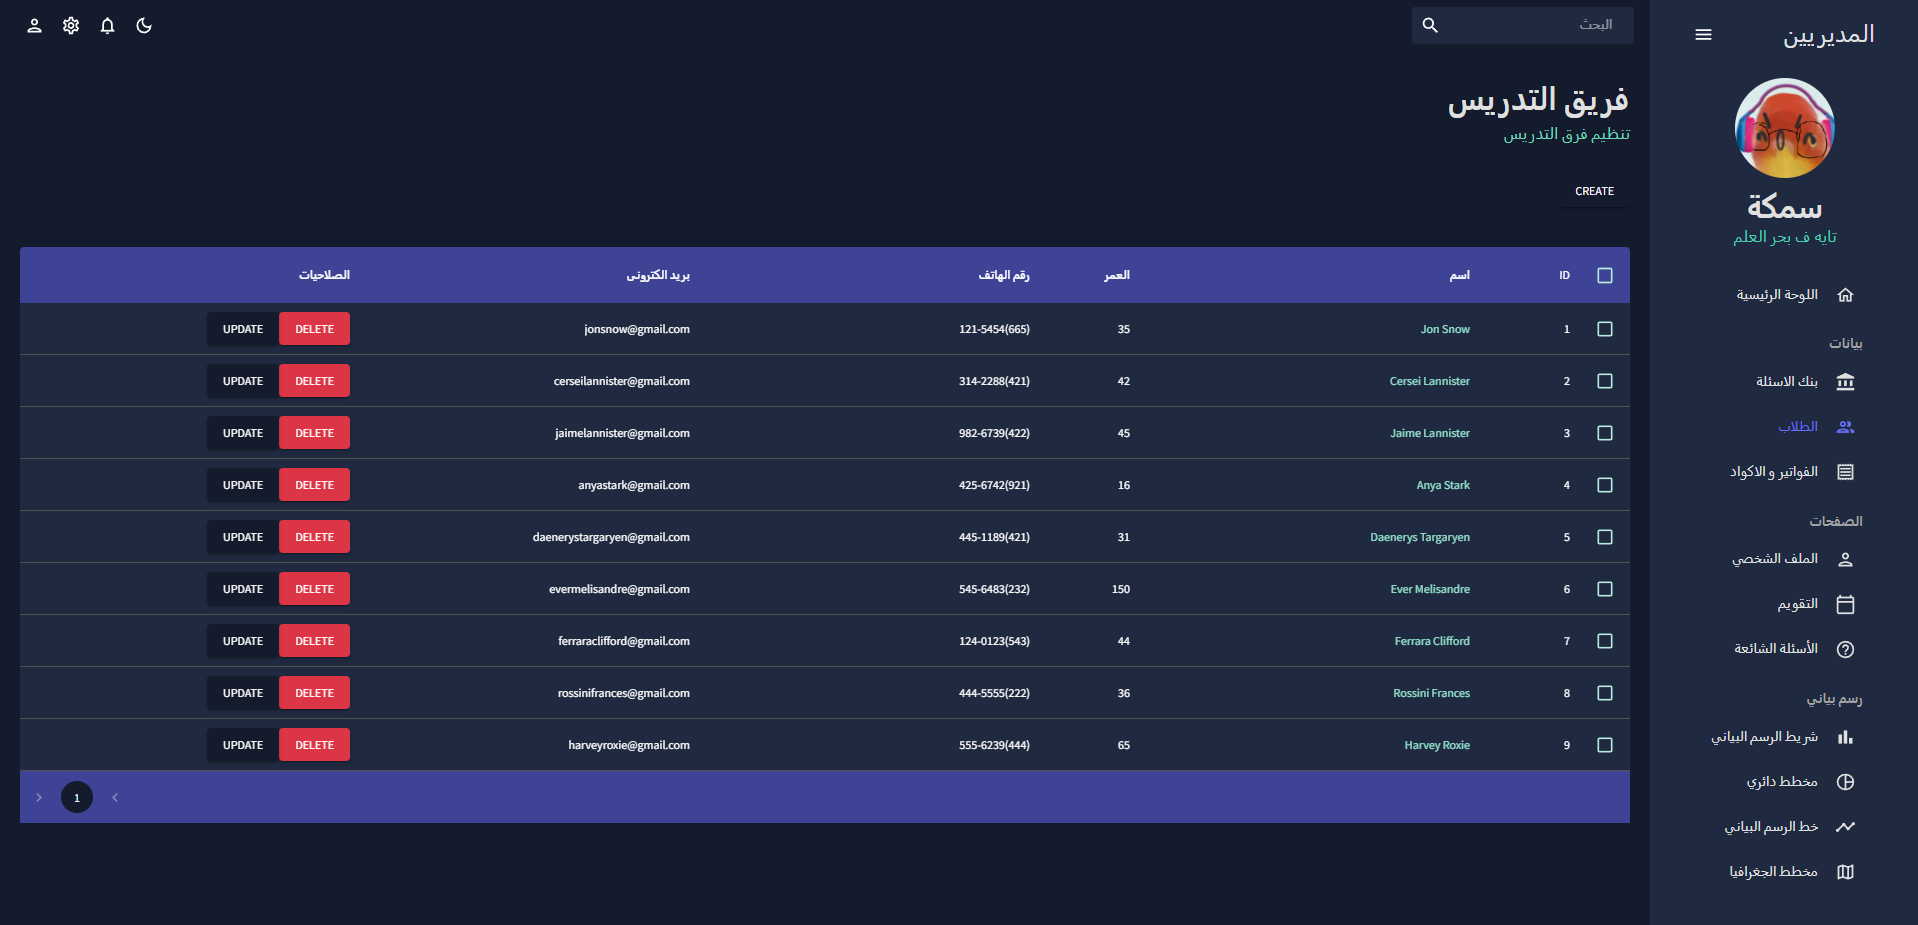 المديريين
البحث
سمكة
تايه ف بحر العلم
اللوحة الرئيسية
بيانات
بنك الاسئلة
الطلاب
الفواتير و الاكواد
الصفحات
الملف الشخصي
التقويم
الأسئلة الشائعة
رسم بياني
شريط الرسم البياني
مخطط دائري
خط الرسم البياني
مخطط الجغرافيا
فريق التدريس
تنظيم فرق التدريس
CREATE
ID اسم العمر رقم الهاتف بريد الكترونى الصلاحيات
1 Jon Snow 35 121-5454(665) jonsnow@gmail.com DELETE UPDATE
2 Cersei Lannister 42 314-2288(421) cerseilannister@gmail.com DELETE UPDATE
3 Jaime Lannister 45 982-6739(422) jaimelannister@gmail.com DELETE UPDATE
4 Anya Stark 16 425-6742(921) anyastark@gmail.com DELETE UPDATE
5 Daenerys Targaryen 31 445-1189(421) daenerystargaryen@gmail.com DELETE UPDATE
6 Ever Melisandre 150 545-6483(232) evermelisandre@gmail.com DELETE UPDATE
7 Ferrara Clifford 44 124-0123(543) ferraraclifford@gmail.com DELETE UPDATE
8 Rossini Frances 36 444-5555(222) rossinifrances@gmail.com DELETE UPDATE
9 Harvey Roxie 65 555-6239(444) harveyroxie@gmail.com DELETE UPDATE
1